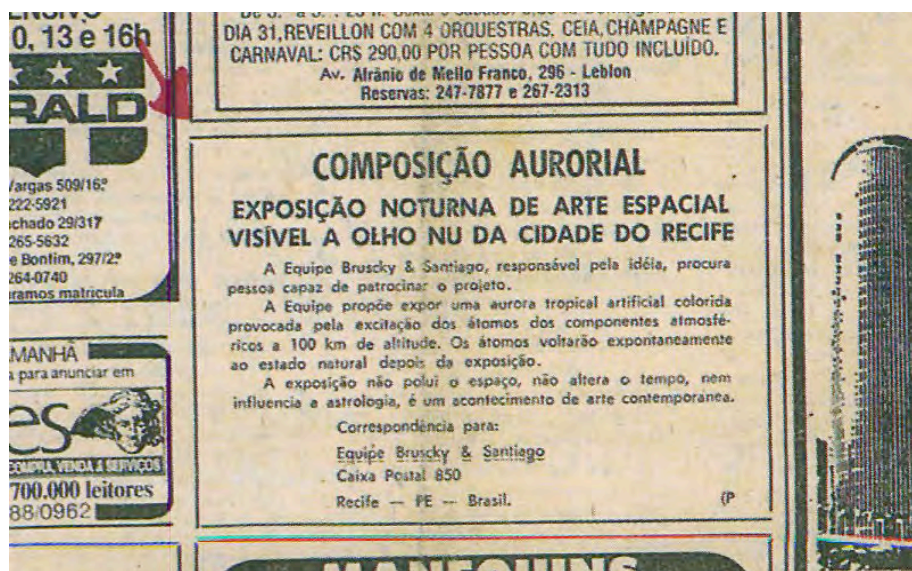 ENSIVO
0, 13 e 16h
RALD
Vargas 509/16º
222-5921
chado 29/317
265-5632
e Bontim, 297/2º
264-0740
ramos matricula
AMANHÃ
a para anunciar em
es
COMPRA, VENDA & SERVIÇOS
700.000 leitores
88/0962
DIA 31, REVEILLON COM 4 ORQUESTRAS. CEIA, CHAMPAGNE E
CARNAVAL: CRS 290,00 POR PESSOA COM TUDO INCLUÍDO.
Av. Afrânio de Mello Franco, 296 - Leblon
Reservas: 247-7877 e 267-2313
COMPOSIÇÃO AURORIAL
EXPOSIÇÃO NOTURNA DE ARTE ESPACIAL
VISÍVEL A OLHO NU DA CIDADE DO RECIFE
A Equipe Bruscky & Santiago, responsável pela idéia, procura
pessoa capaz de patrocinar o projeto.
A Equipe propõe expor uma aurora tropical artificial colorida
provocada pela excitação dos átomos dos componentes atmosfé-
ricos a 100 km de altitude. Os átomos voltarão expontaneamente
ao estado natural depois da exposição.
A exposição não polui o espaço, não altera o tempo, nem
influencia a astrologia, é um acontecimento de arte contemporanea.
Correspondência para:
Equipe Bruscky & Santiago
Caixa Postal 850
Recife — PE — Brasil.
(P
MANEQUINS